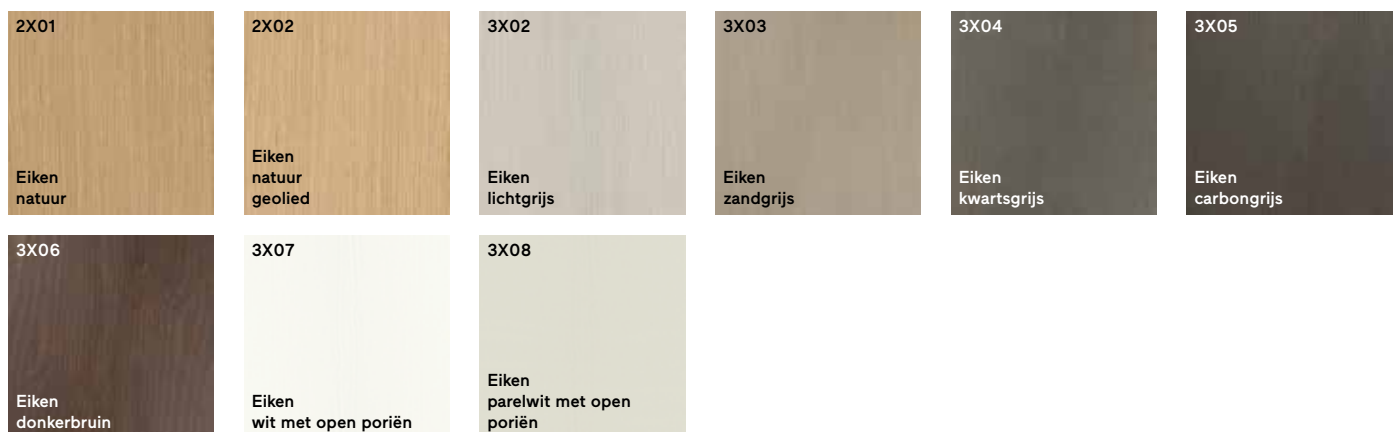 2X01
Eiken
natuur
2X02
Eiken
natuur
geolied
3X02
Eiken
lichtgrijs
3X03
Eiken
zandgrijs
3X04
Eiken
kwartsgrijs
3X05
Eiken
carbongrijs
3X06
Eiken
donkerbruin
3X07
Eiken
wit met open poriën
3X08
Eiken
parelwit met open
poriën